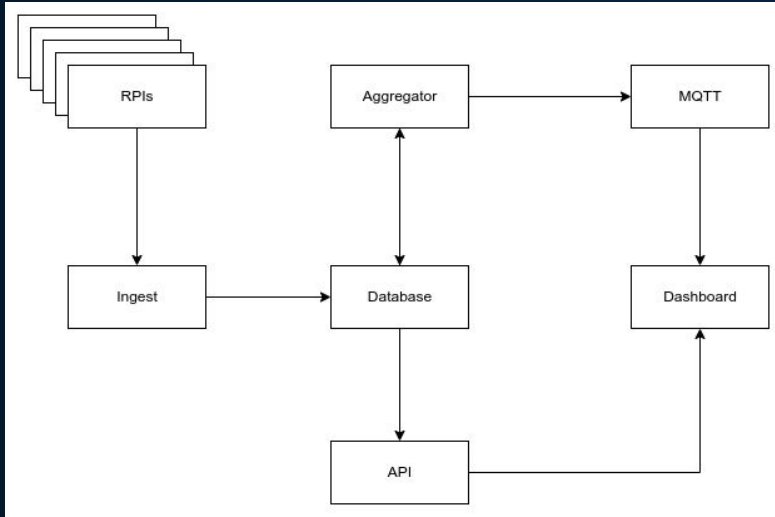 RPIs
Aggregator
MQTT
Ingest
Database
Dashboard
API